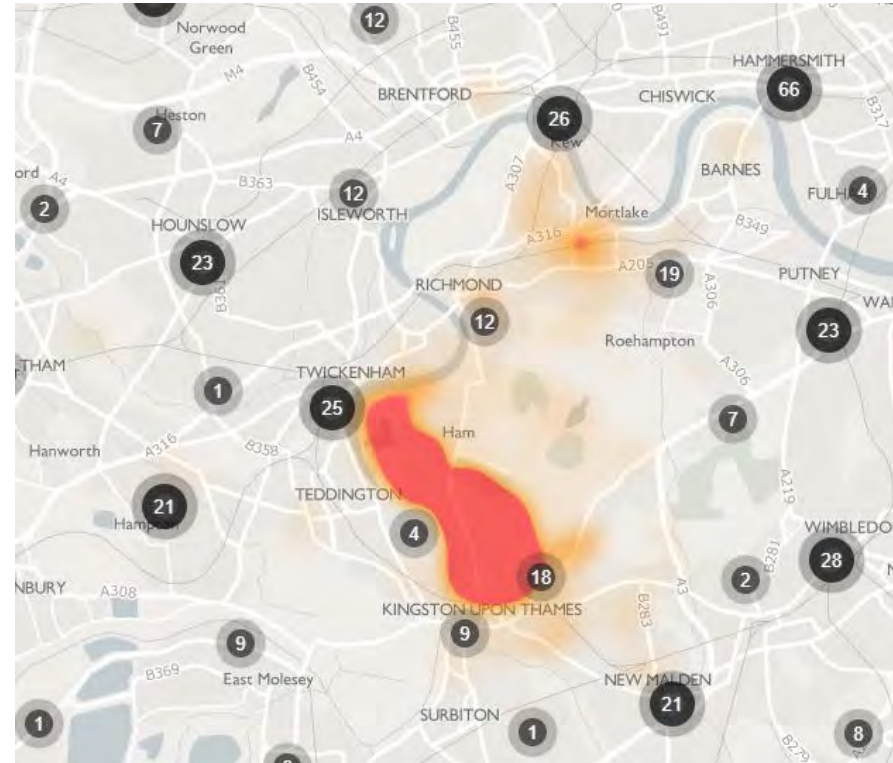 12
Norwood
Green
B455
B491
M4
B454
HAMMERSMITH
66
BRENTFORD
CHISWICK
26
Kew
B317
7
Heston
A4
A307
BARNES
A4
B363
12
ISLEWORTH
FULH
4
2
HOUNSLOW
Mortlake
B349
23
A316
A205
19
PUTNEY
RICHMOND
A306
12
23
Roehampton
THAM
TWICKENHAM
A306
1
25
7
Ham
Hanworth
A316
B358
A219
TEDDINGTON
21
4
WIMBLEDO
B281
28
18
2
NBURY
A308
A3
B283
KINGSTON UPON THAMES
9
9
B369
East Molesey
NEW MALDEN
21
SURBITON
1
1
8
B279